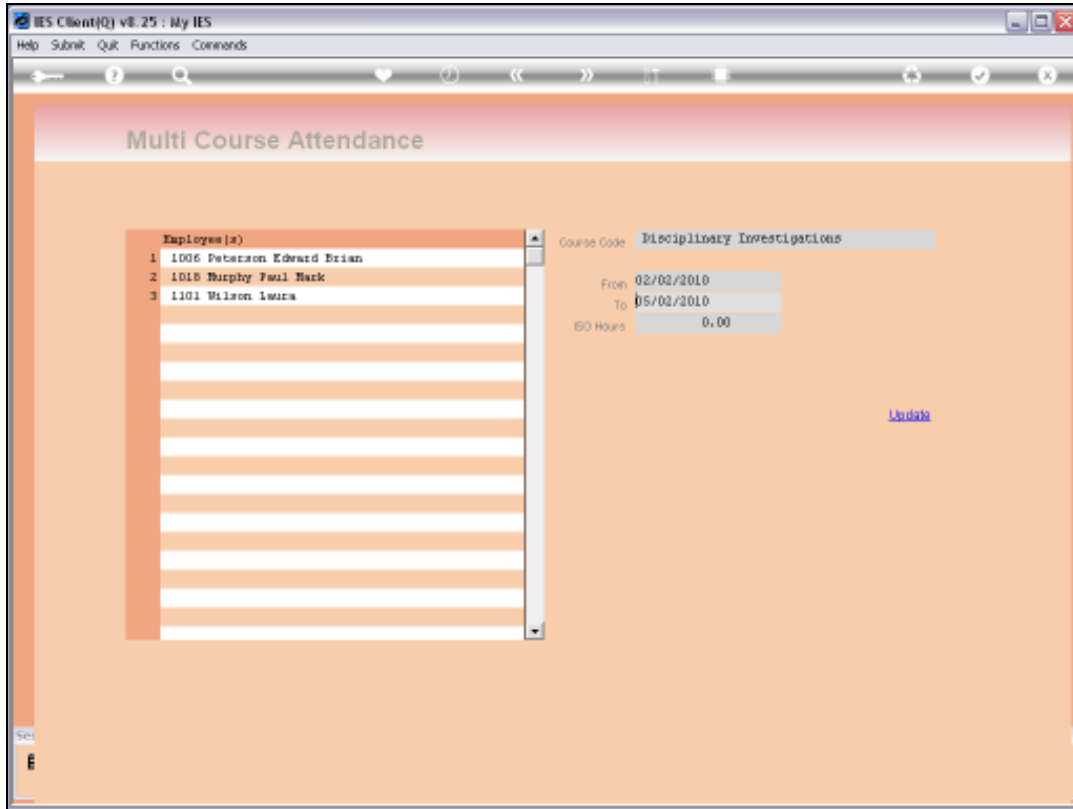 IES Client(Q) v8.25 : My IES
Help Submit Quit Functions Commands
Multi Course Attendance
Employee(s)
1 1006 Peterson Edward Brian
2 1018 Murphy Paul Mark
3 1101 Wilson Laura
Course Code Disciplinary Investigations
From 02/02/2010
To 05/02/2010
ISO Hours 0.00
Update